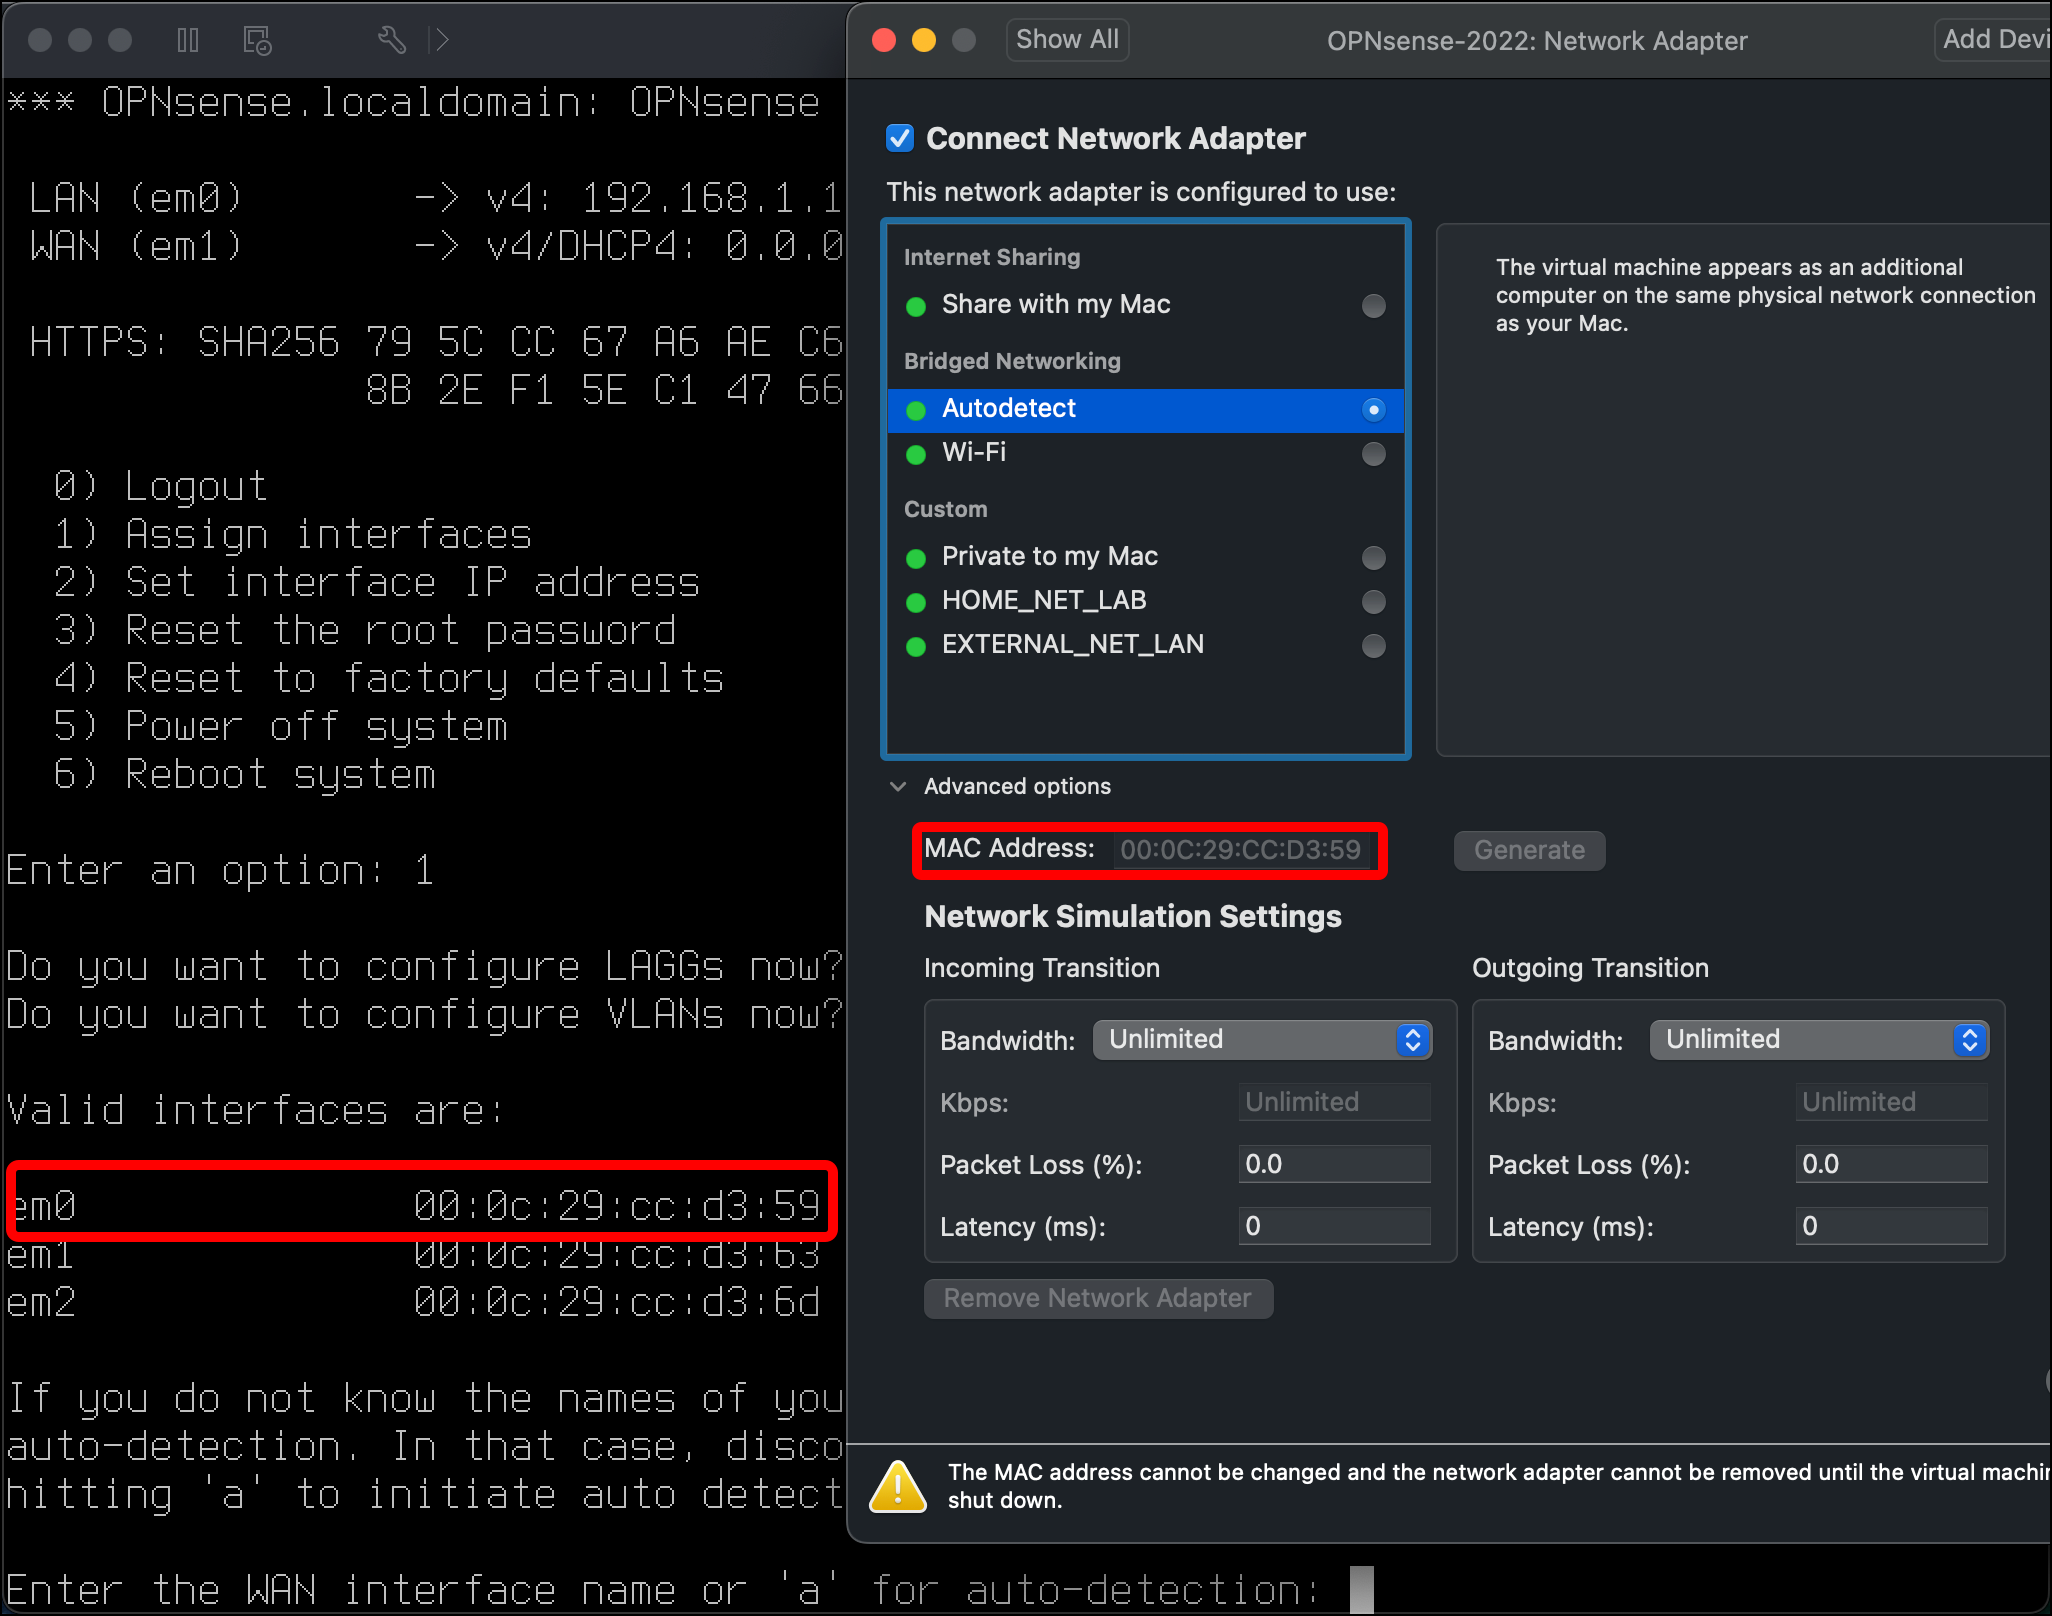 *** OPNsense.localdomain: OPNsense
LAN (em0) -> v4: 192.168.1.1
WAN (em1) -> v4/DHCP4: 0.0.0
HTTPS: SHA256 79 5C CC 67 A6 AE C6
8B 2E F1 5E C1 47 66
0) Logout
1) Assign interfaces
2) Set interface IP address
3) Reset the root password
4) Reset to factory defaults
5) Power off system
6) Reboot system
Enter an option: 1
Do you want to configure LAGGs now?
Do you want to configure VLANs now?
Valid interfaces are:
em0 00:0c:29:cc:d3:59
em1 00:0c:29:cc:d3:63
em2 00:0c:29:cc:d3:6d
If you do not know the names of you
auto-detection. In that case, disco
hitting 'a' to initiate auto detect
Enter the WAN interface name or 'a' for auto-detection:
Show All
OPNsense-2022: Network Adapter
Add Devi
Connect Network Adapter
This network adapter is configured to use:
Internet Sharing
Share with my Mac
Bridged Networking
Autodetect
Wi-Fi
Custom
Private to my Mac
HOME_NET_LAB
EXTERNAL_NET_LAN
The virtual machine appears as an additional
computer on the same physical network connection
as your Mac.
Advanced options
MAC Address: 00:0C:29:CC:D3:59
Generate
Network Simulation Settings
Incoming Transition
Bandwidth: Unlimited
Kbps: Unlimited
Packet Loss (%): 0.0
Latency (ms): 0
Outgoing Transition
Bandwidth: Unlimited
Kbps: Unlimited
Packet Loss (%): 0.0
Latency (ms): 0
Remove Network Adapter
The MAC address cannot be changed and the network adapter cannot be removed until the virtual machin
shut down.